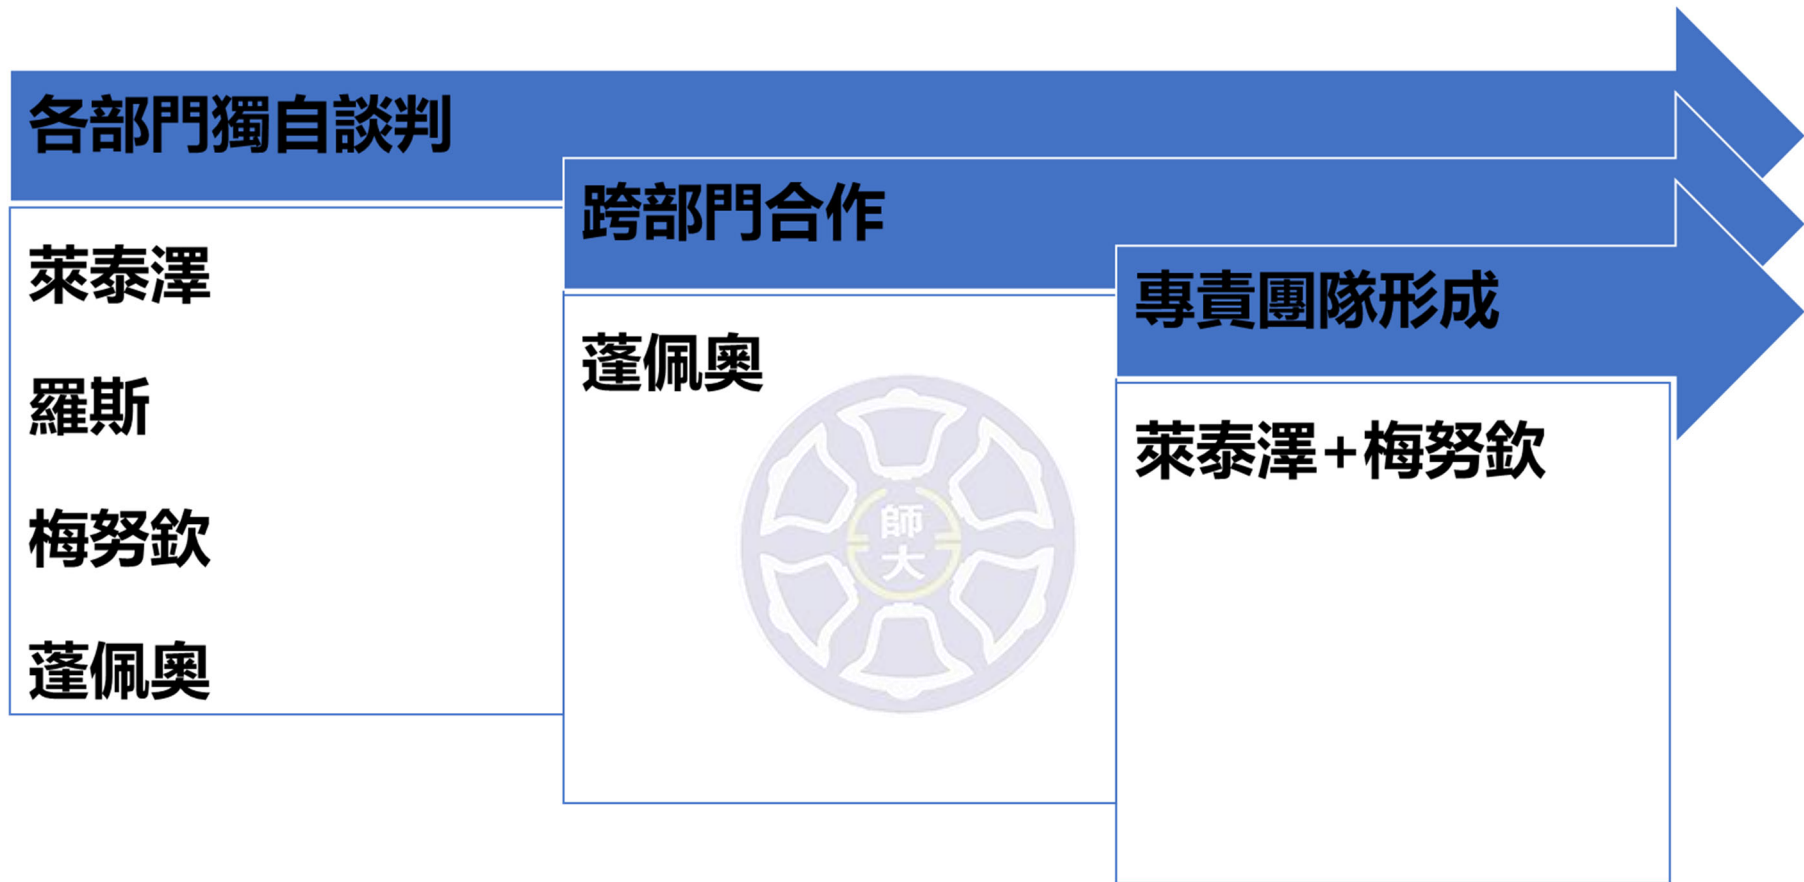 各部門獨自談判
萊泰澤
羅斯
梅努欽
蓬佩奧
跨部門合作
蓬佩奧
專責團隊形成
萊泰澤+梅努欽
師
大